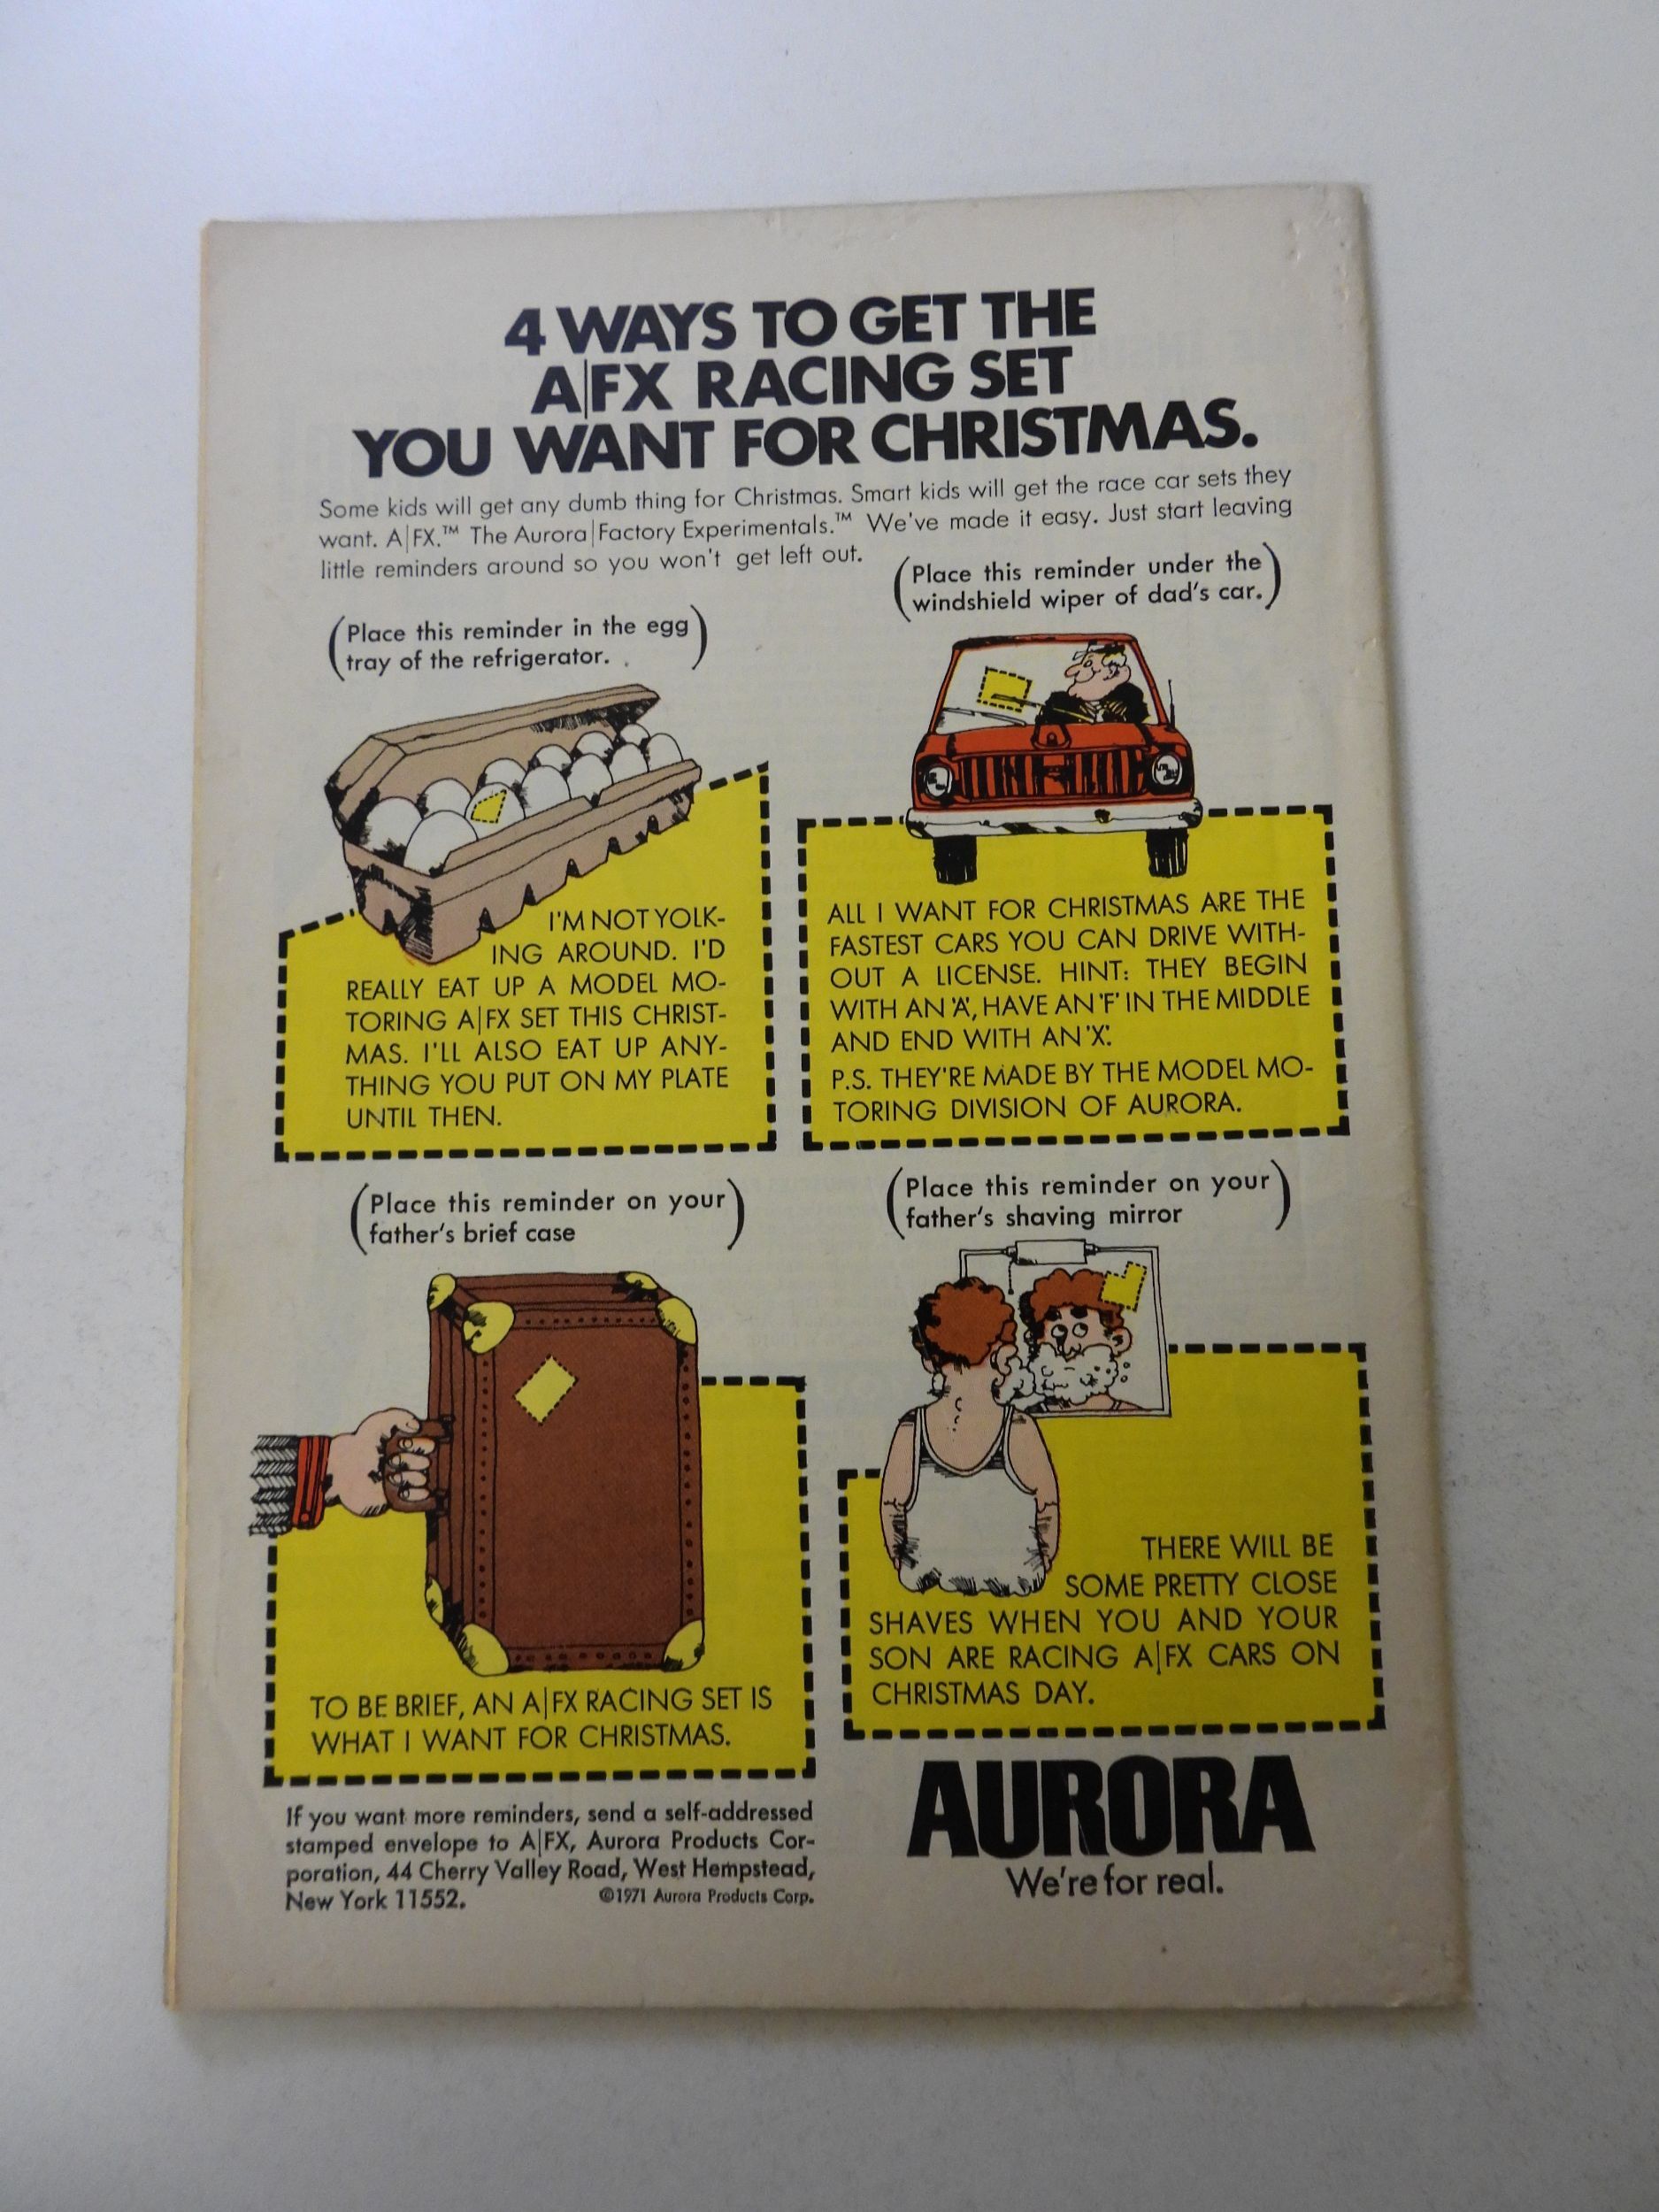 4 WAYS TO GET THE
A|FX RACING SET
YOU WANT FOR CHRISTMAS.
Some kids will get any dumb thing for Christmas. Smart kids will get the race car sets they
want. A|FX.™ The Aurora|Factory Experimentals.™ We've made it easy. Just start leaving
little reminders around so you won't get left out.
(Place this reminder in the egg
tray of the refrigerator.)
(Place this reminder under the
windshield wiper of dad's car.)
I'M NOT YOLK-
ING AROUND. I'D
REALLY EAT UP A MODEL MO-
TORING A|FX SET THIS CHRIST-
MAS. I'LL ALSO EAT UP ANY-
THING YOU PUT ON MY PLATE
UNTIL THEN.
ALL I WANT FOR CHRISTMAS ARE THE
FASTEST CARS YOU CAN DRIVE WITH-
OUT A LICENSE. HINT: THEY BEGIN
WITH AN 'A', HAVE AN 'F' IN THE MIDDLE
AND END WITH AN 'X'.
P.S. THEY'RE MADE BY THE MODEL MO-
TORING DIVISION OF AURORA.
(Place this reminder on your
father's brief case)
(Place this reminder on your
father's shaving mirror)
TO BE BRIEF, AN A|FX RACING SET IS
WHAT I WANT FOR CHRISTMAS.
THERE WILL BE
SOME PRETTY CLOSE
SHAVES WHEN YOU AND YOUR
SON ARE RACING A|FX CARS ON
CHRISTMAS DAY.
If you want more reminders, send a self-addressed
stamped envelope to A|FX, Aurora Products Cor-
poration, 44 Cherry Valley Road, West Hempstead,
New York 11552. ©1971 Aurora Products Corp.
AURORA
We're for real.